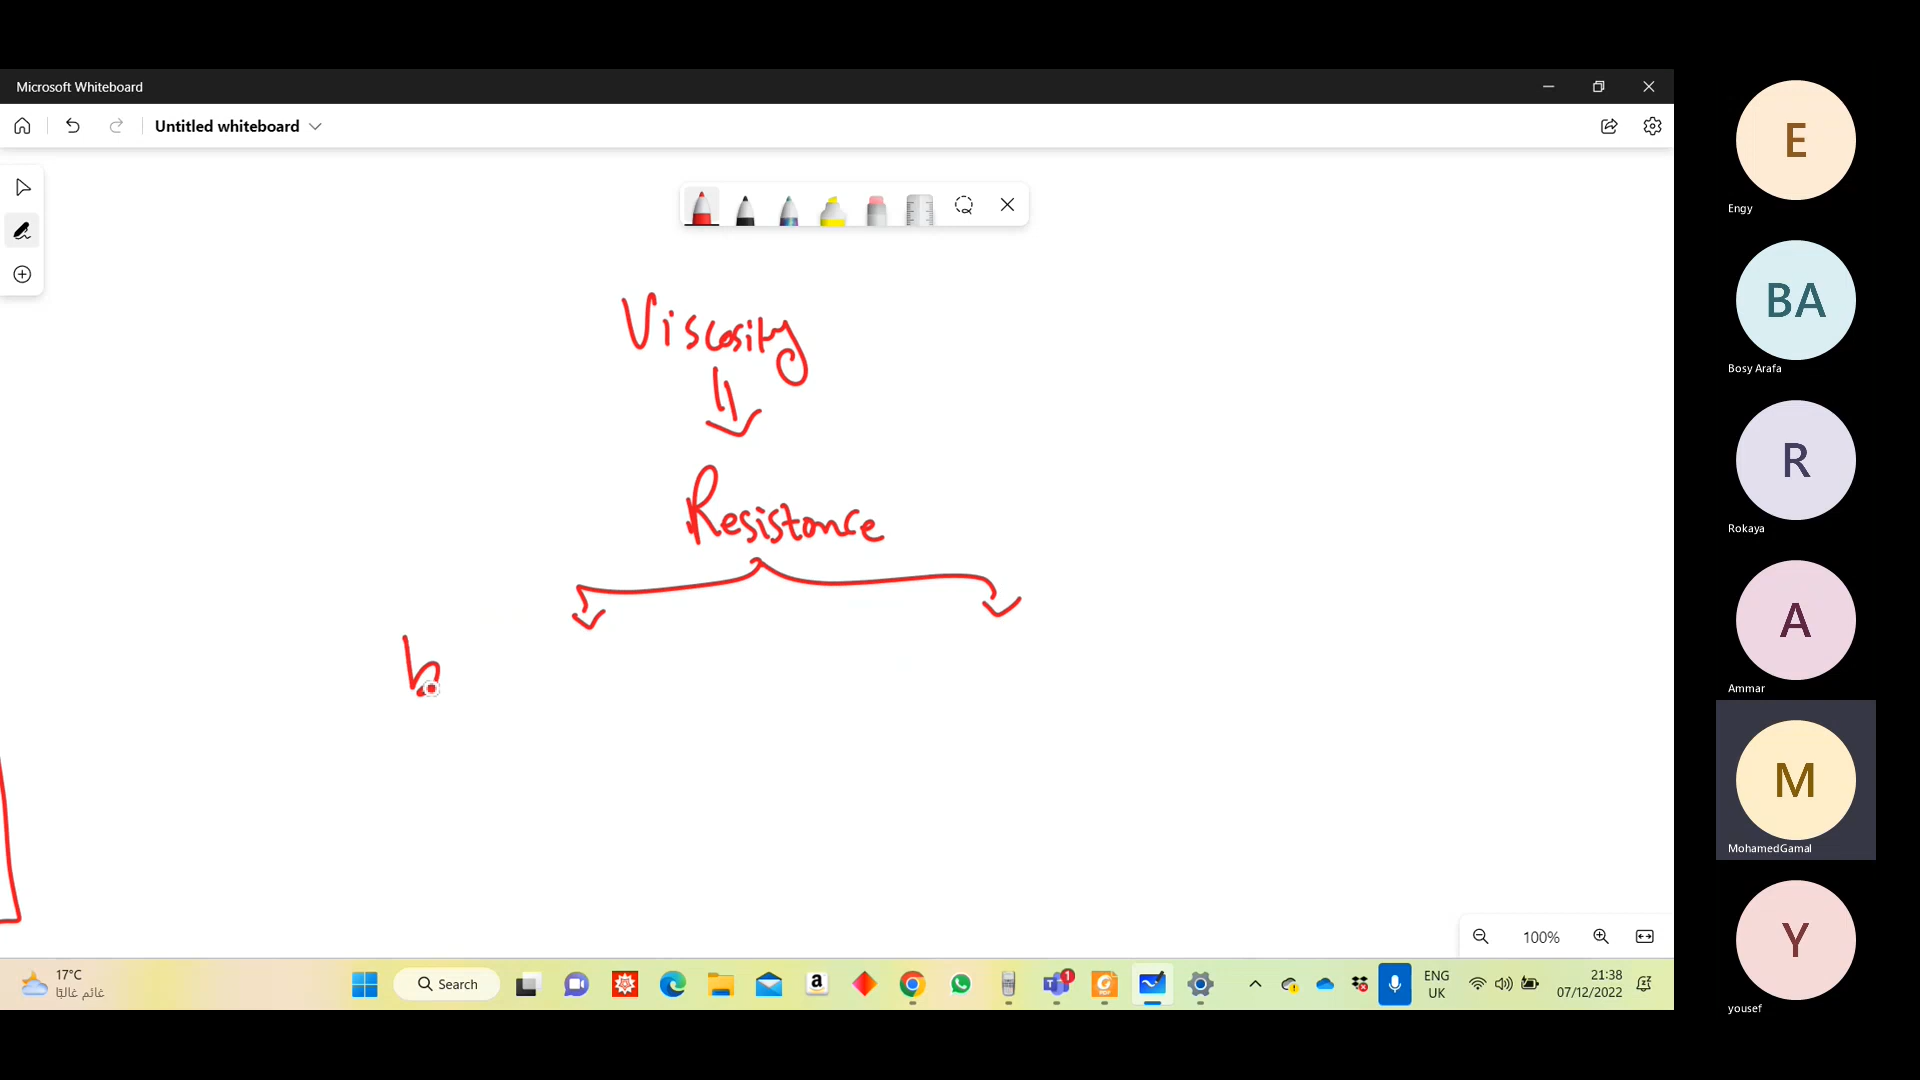 Microsoft Whiteboard
Untitled whiteboard
Viscosity
Resistance
b
100%
17°C
غائم غالبًا
Search
a
1
ENG
UK
21:38
07/12/2022
E
Engy
BA
Bosy Arafa
R
Rokaya
A
Ammar
M
MohamedGamal
Y
yousef